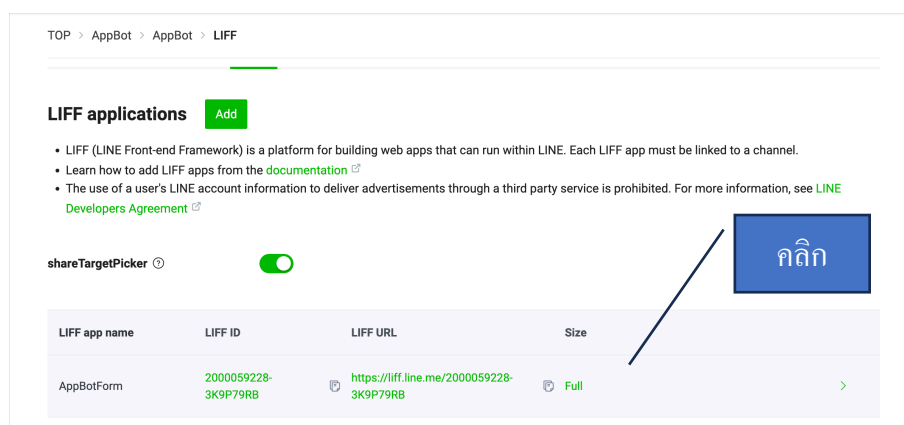 TOP > AppBot > AppBot > LIFF
LIFF applications Add
• LIFF (LINE Front-end Framework) is a platform for building web apps that can run within LINE. Each LIFF app must be linked to a channel.
• Learn how to add LIFF apps from the documentation
• The use of a user's LINE account information to deliver advertisements through a third party service is prohibited. For more information, see LINE
Developers Agreement
คลิก
shareTargetPicker
LIFF app name LIFF ID LIFF URL Size
AppBotForm 2000059228- https://liff.line.me/2000059228- Full
3K9P79RB 3K9P79RB